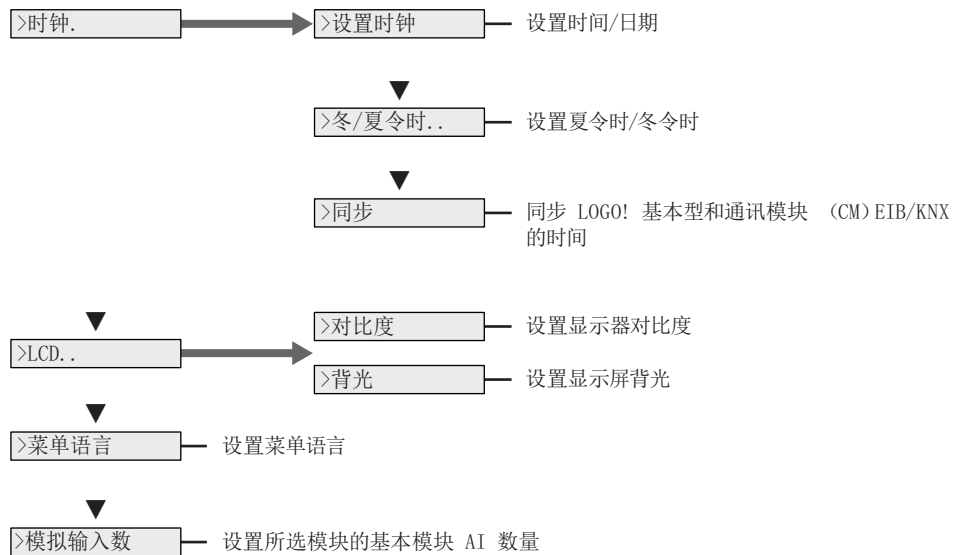 >时钟. >设置时钟 设置时间/日期
>冬/夏令时.. 设置夏令时/冬令时
>同步 同步 LOGO! 基本型和通讯模块 （CM）EIB/KNX
的时间
>对比度 设置显示器对比度
>LCD..
>背光 设置显示屏背光
>菜单语言 设置菜单语言
>模拟输入数 设置所选模块的基本模块 AI 数量